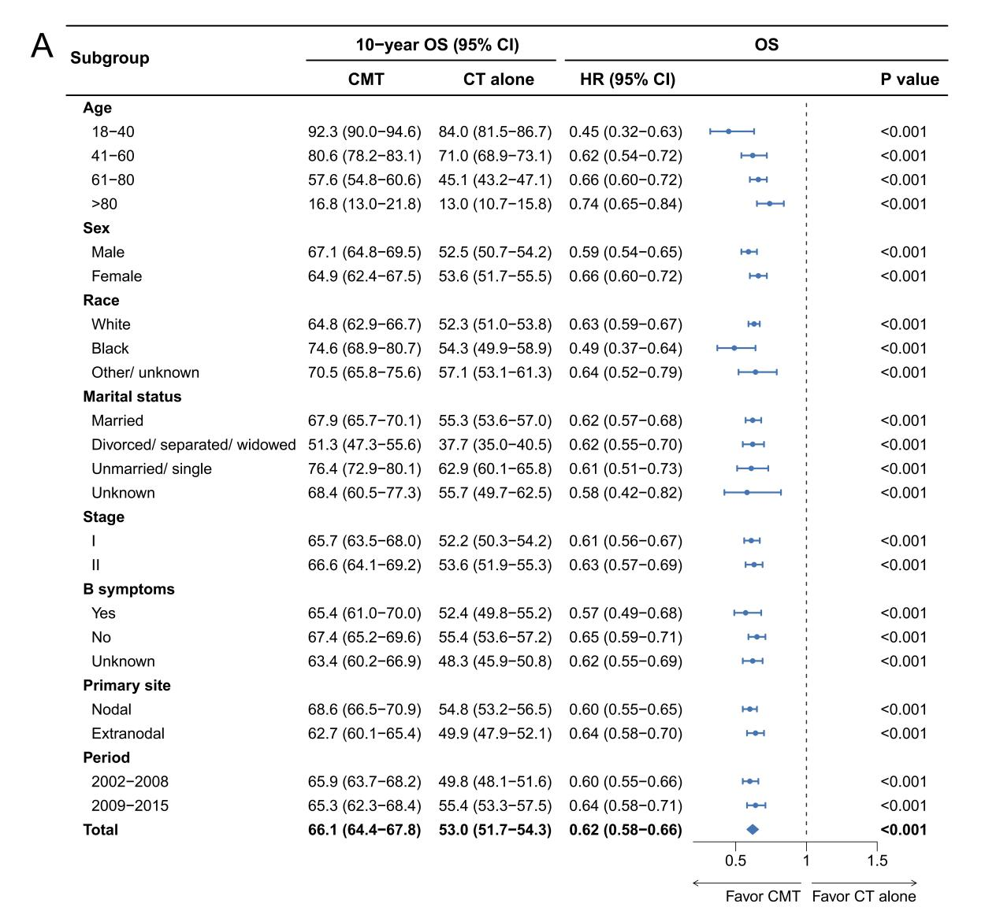 A
Subgroup 10−year OS (95% CI) OS
CMT CT alone HR (95% CI) P value
Age
18−40 92.3 (90.0−94.6) 84.0 (81.5−86.7) 0.45 (0.32−0.63) <0.001
41−60 80.6 (78.2−83.1) 71.0 (68.9−73.1) 0.62 (0.54−0.72) <0.001
61−80 57.6 (54.8−60.6) 45.1 (43.2−47.1) 0.66 (0.60−0.72) <0.001
>80 16.8 (13.0−21.8) 13.0 (10.7−15.8) 0.74 (0.65−0.84) <0.001
Sex
Male 67.1 (64.8−69.5) 52.5 (50.7−54.2) 0.59 (0.54−0.65) <0.001
Female 64.9 (62.4−67.5) 53.6 (51.7−55.5) 0.66 (0.60−0.72) <0.001
Race
White 64.8 (62.9−66.7) 52.3 (51.0−53.8) 0.63 (0.59−0.67) <0.001
Black 74.6 (68.9−80.7) 54.3 (49.9−58.9) 0.49 (0.37−0.64) <0.001
Other/ unknown 70.5 (65.8−75.6) 57.1 (53.1−61.3) 0.64 (0.52−0.79) <0.001
Marital status
Married 67.9 (65.7−70.1) 55.3 (53.6−57.0) 0.62 (0.57−0.68) <0.001
Divorced/ separated/ widowed 51.3 (47.3−55.6) 37.7 (35.0−40.5) 0.62 (0.55−0.70) <0.001
Unmarried/ single 76.4 (72.9−80.1) 62.9 (60.1−65.8) 0.61 (0.51−0.73) <0.001
Unknown 68.4 (60.5−77.3) 55.7 (49.7−62.5) 0.58 (0.42−0.82) <0.001
Stage
I 65.7 (63.5−68.0) 52.2 (50.3−54.2) 0.61 (0.56−0.67) <0.001
II 66.6 (64.1−69.2) 53.6 (51.9−55.3) 0.63 (0.57−0.69) <0.001
B symptoms
Yes 65.4 (61.0−70.0) 52.4 (49.8−55.2) 0.57 (0.49−0.68) <0.001
No 67.4 (65.2−69.6) 55.4 (53.6−57.2) 0.65 (0.59−0.71) <0.001
Unknown 63.4 (60.2−66.9) 48.3 (45.9−50.8) 0.62 (0.55−0.69) <0.001
Primary site
Nodal 68.6 (66.5−70.9) 54.8 (53.2−56.5) 0.60 (0.55−0.65) <0.001
Extranodal 62.7 (60.1−65.4) 49.9 (47.9−52.1) 0.64 (0.58−0.70) <0.001
Period
2002−2008 65.9 (63.7−68.2) 49.8 (48.1−51.6) 0.60 (0.55−0.66) <0.001
2009−2015 65.3 (62.3−68.4) 55.4 (53.3−57.5) 0.64 (0.58−0.71) <0.001
Total 66.1 (64.4−67.8) 53.0 (51.7−54.3) 0.62 (0.58−0.66) <0.001
0.5 1 1.5
Favor CMT Favor CT alone